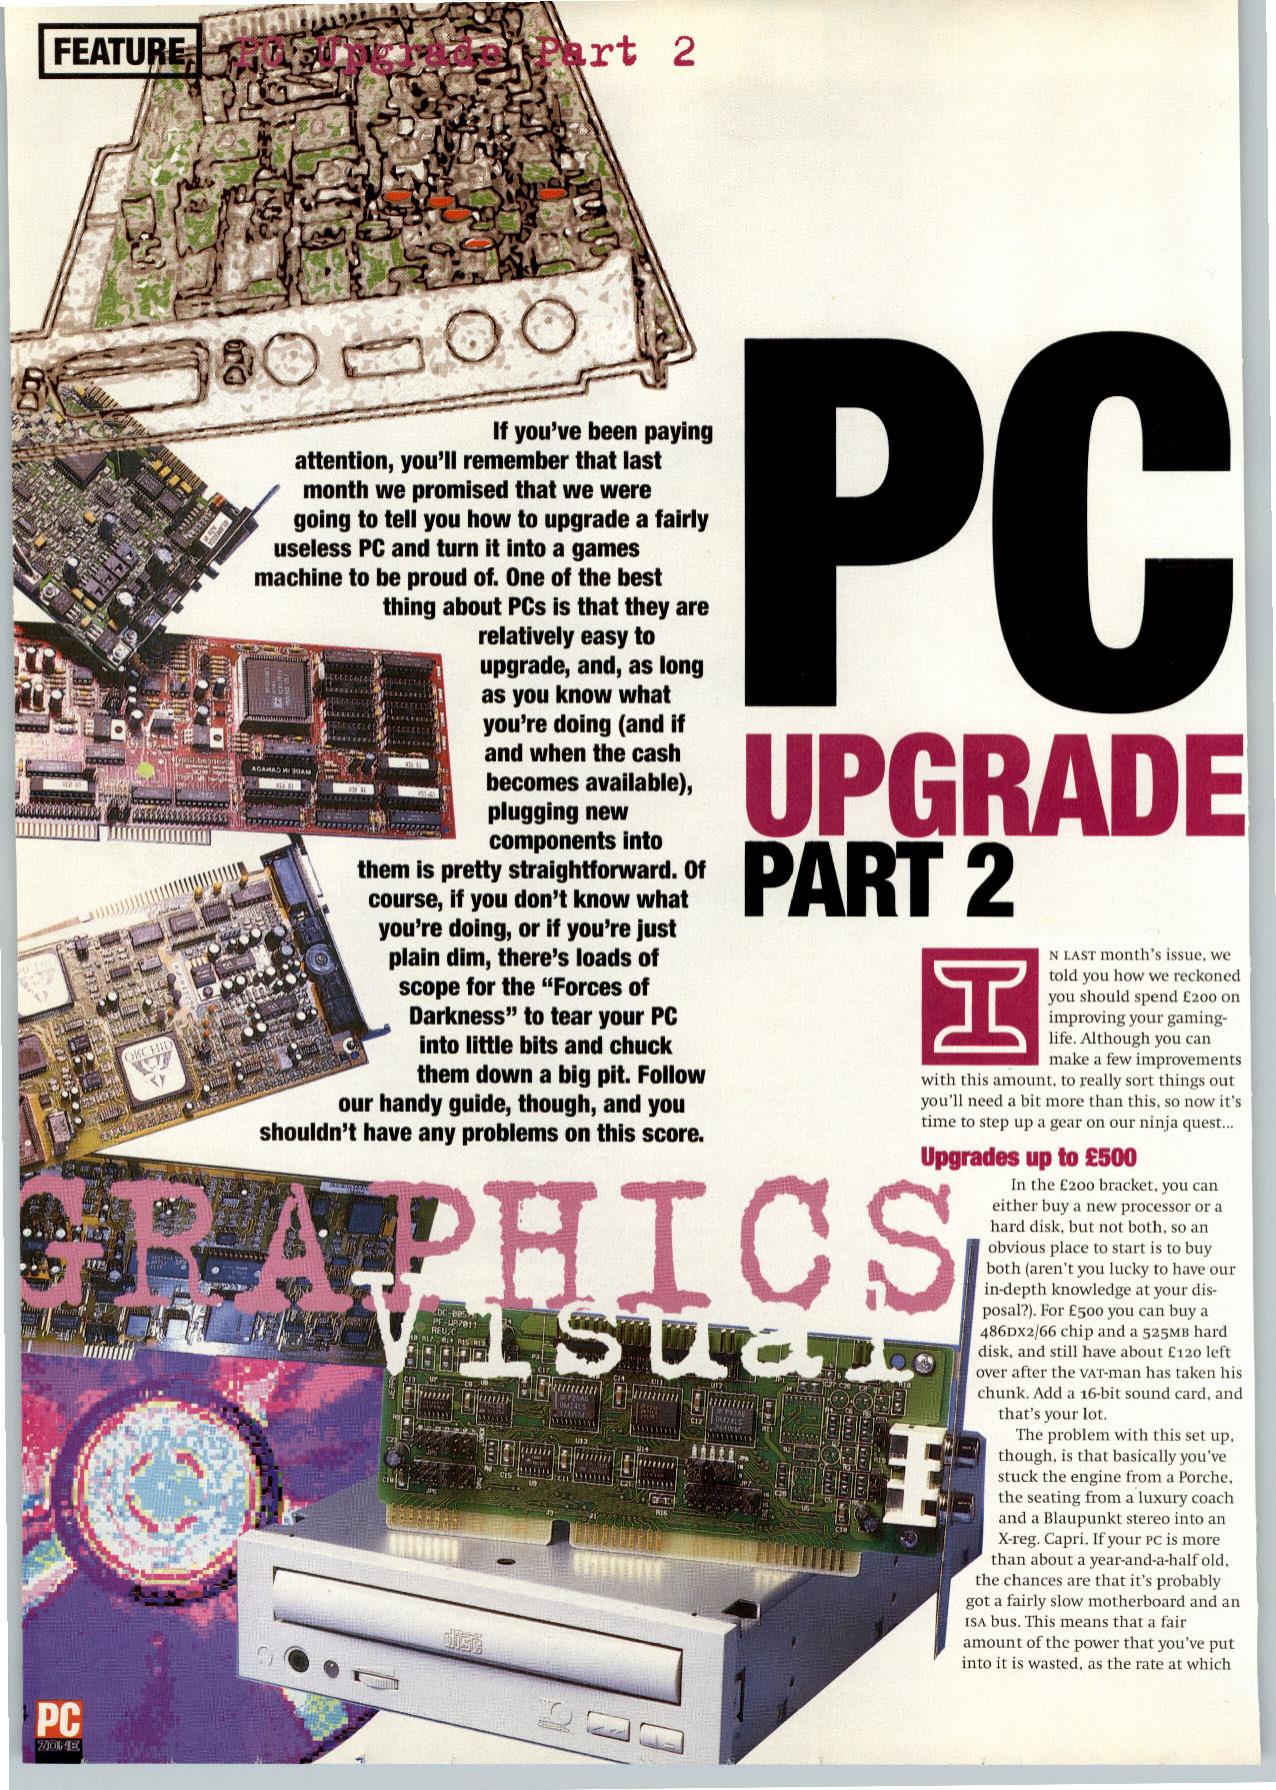 FEATURE
PC Upgrade Part 2
If you've been paying
attention, you'll remember that last
month we promised that we were
going to tell you how to upgrade a fairly
useless PC and turn it into a games
machine to be proud of. One of the best
thing about PCs is that they are
relatively easy to
upgrade, and, as long
as you know what
you're doing (and if
and when the cash
becomes available),
plugging new
components into
them is pretty straightforward. Of
course, if you don't know what
you're doing, or if you're just
plain dim, there's loads of
scope for the "Forces of
Darkness" to tear your PC
into little bits and chuck
them down a big pit. Follow
our handy guide, though, and you
shouldn't have any problems on this score.
PC
UPGRADE
PART 2
IN LAST month's issue, we
told you how we reckoned
you should spend £200 on
improving your gaming-
life. Although you can
make a few improvements
with this amount, to really sort things out
you'll need a bit more than this, so now it's
time to step up a gear on our ninja quest...
Upgrades up to £500
In the £200 bracket, you can
either buy a new processor or a
hard disk, but not both, so an
obvious place to start is to buy
both (aren't you lucky to have our
in-depth knowledge at your dis-
posal?). For £500 you can buy a
486DX2/66 chip and a 525MB hard
disk, and still have about £120 left
over after the VAT-man has taken his
chunk. Add a 16-bit sound card, and
that's your lot.
The problem with this set up,
though, is that basically you've
stuck the engine from a Porche,
the seating from a luxury coach
and a Blaupunkt stereo into an
X-reg. Capri. If your PC is more
than about a year-and-a-half old,
the chances are that it's probably
got a fairly slow motherboard and an
ISA bus. This means that a fair
amount of the power that you've put
into it is wasted, as the rate at which
GRAPHICS
Visual
MADE IN CANADA
ORCHID
PF-WP7011
REV.C
disc
PC
ZONE